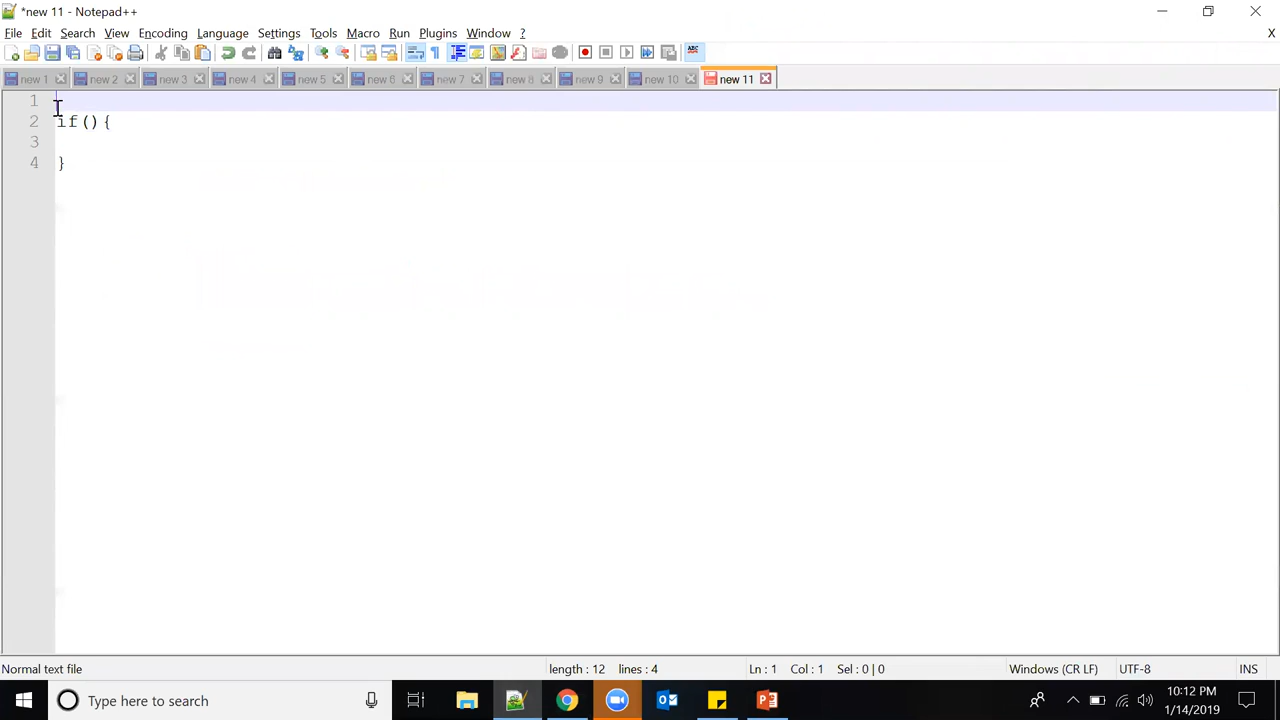 *new 11 - Notepad++
File Edit Search View Encoding Language Settings Tools Macro Run Plugins Window ? X
new 1 new 2 new 3 new 4 new 5 new 6 new 7 new 8 new 9 new 10 new 11
1
2 if(){
3
4 }
Normal text file length : 12 lines : 4 Ln : 1 Col : 1 Sel : 0 | 0 Windows (CR LF) UTF-8 INS
Type here to search
10:12 PM
1/14/2019